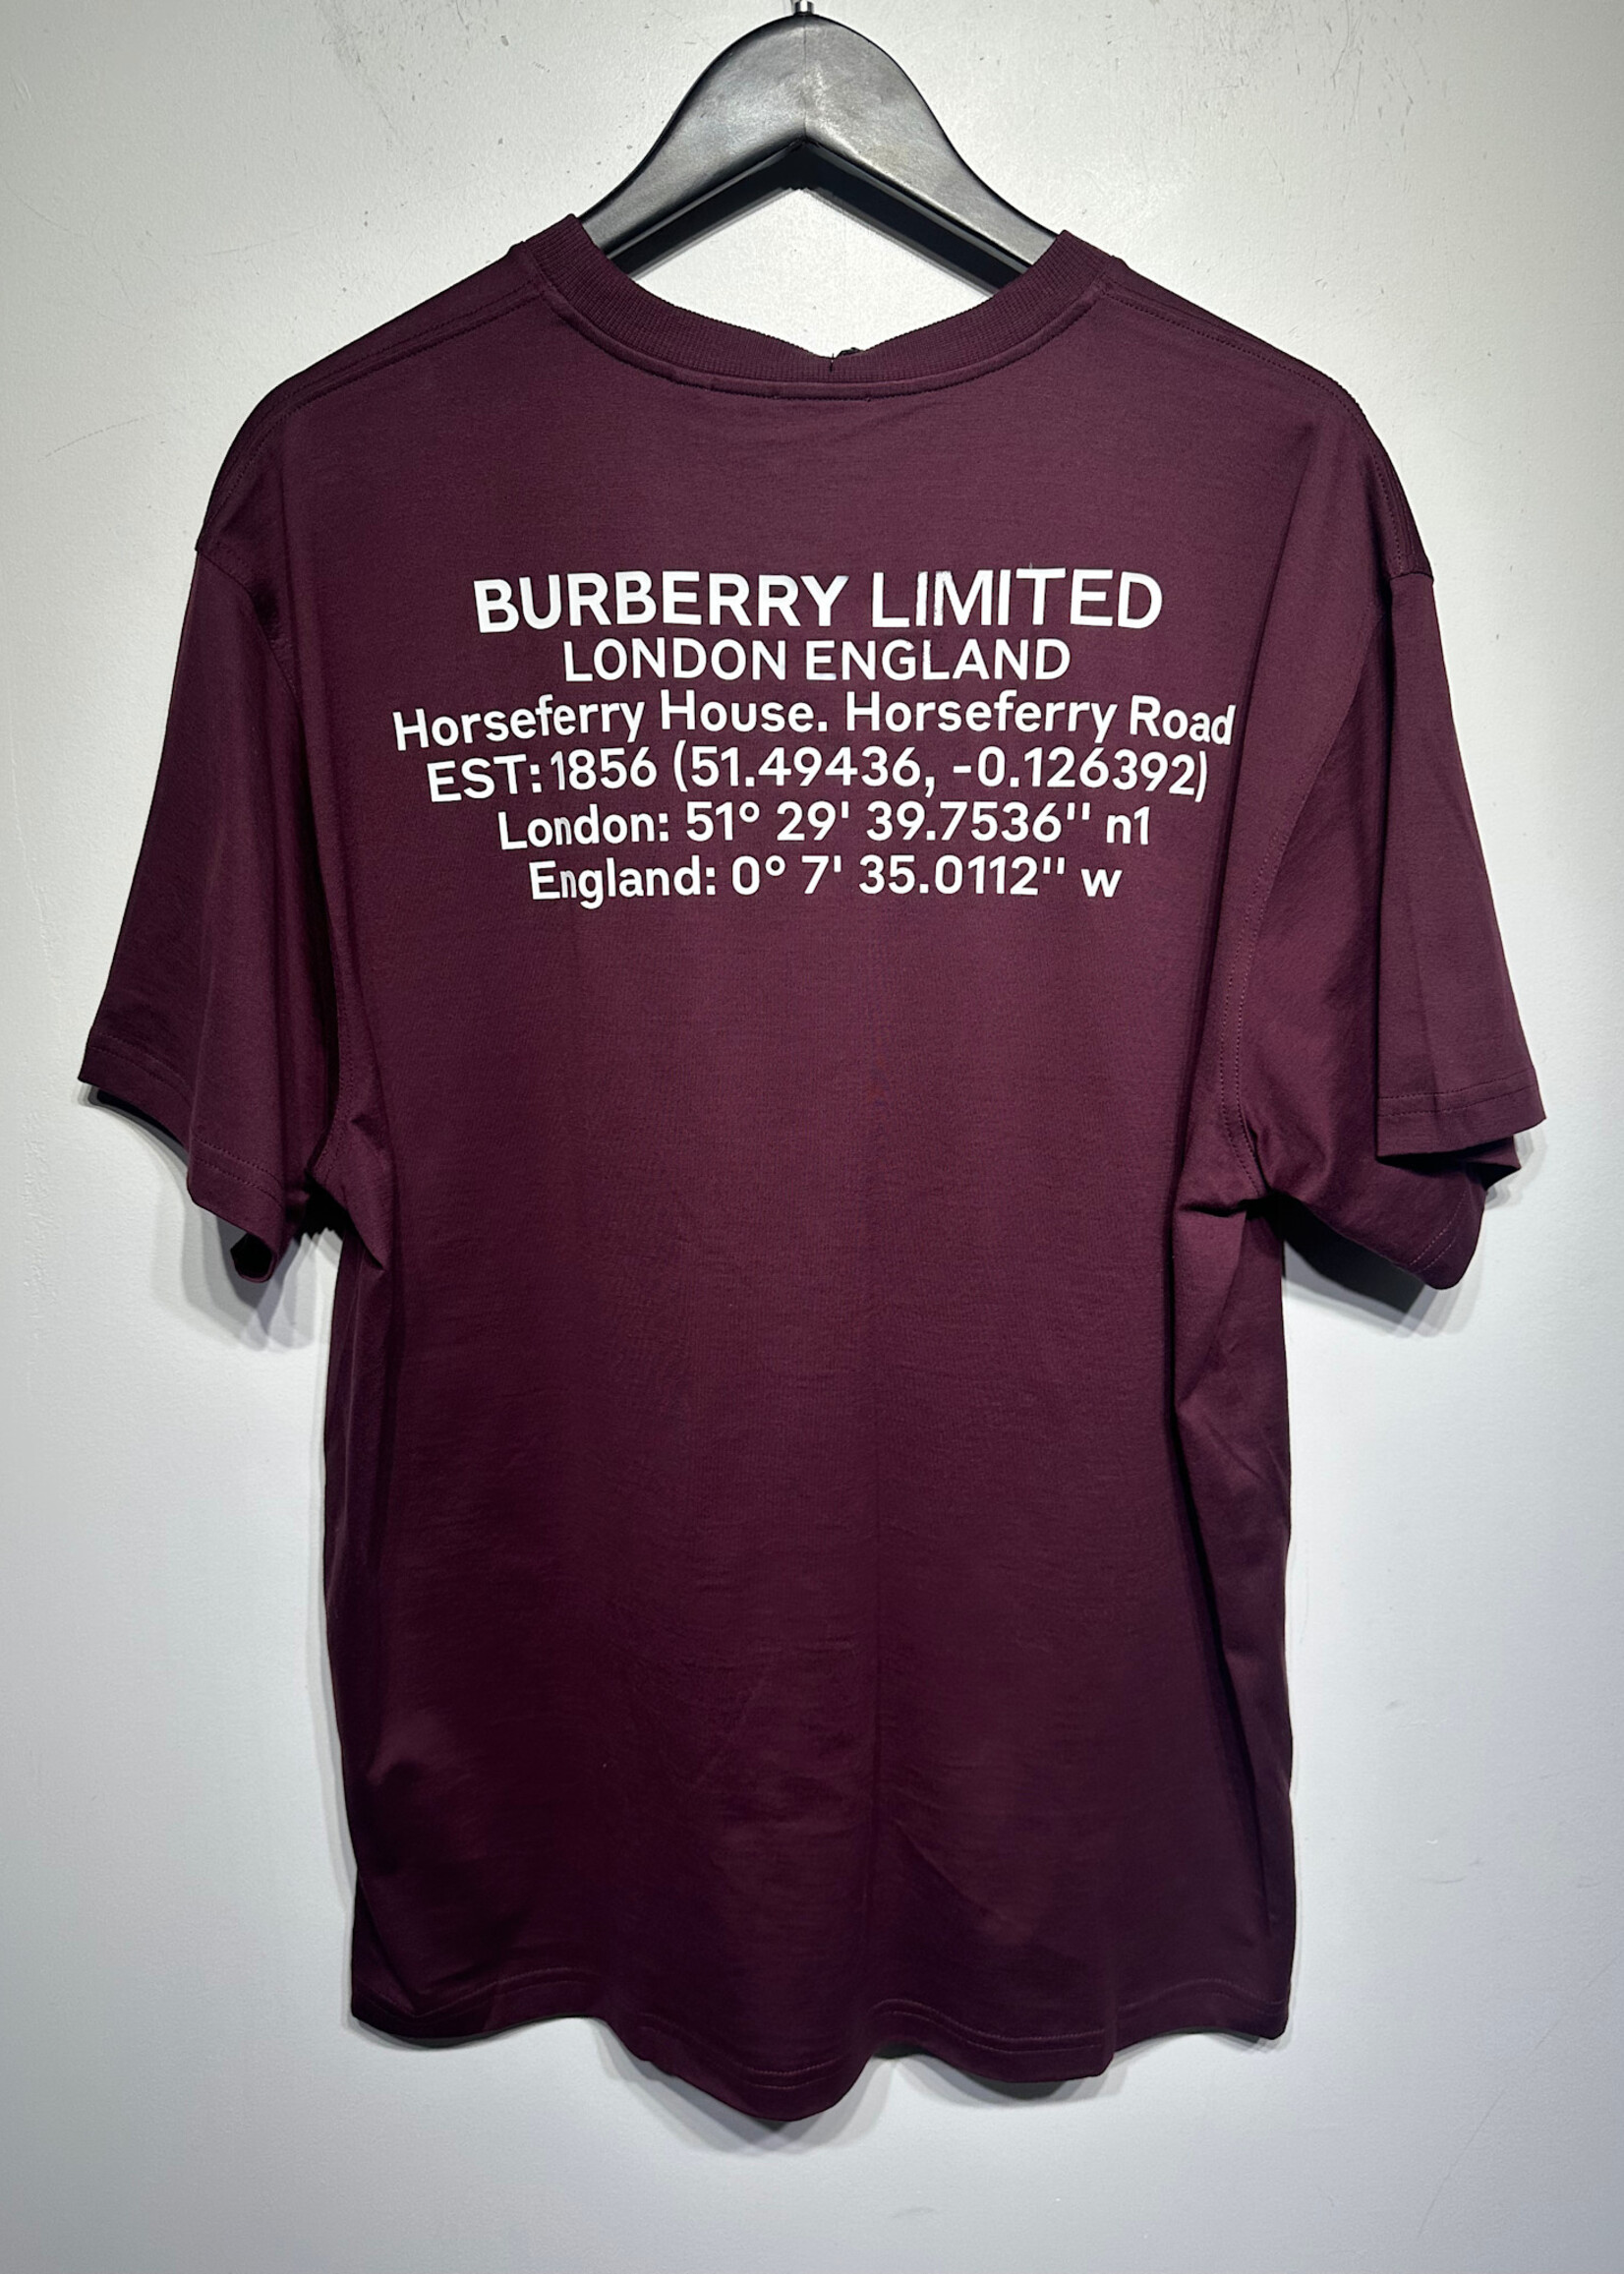 BURBERRY LIMITED
LONDON ENGLAND
Horseferry House. Horseferry Road
EST: 1856 (51.49436, -0.126392)
London: 51° 29' 39.7536'' n1
England: 0° 7' 35.0112'' w